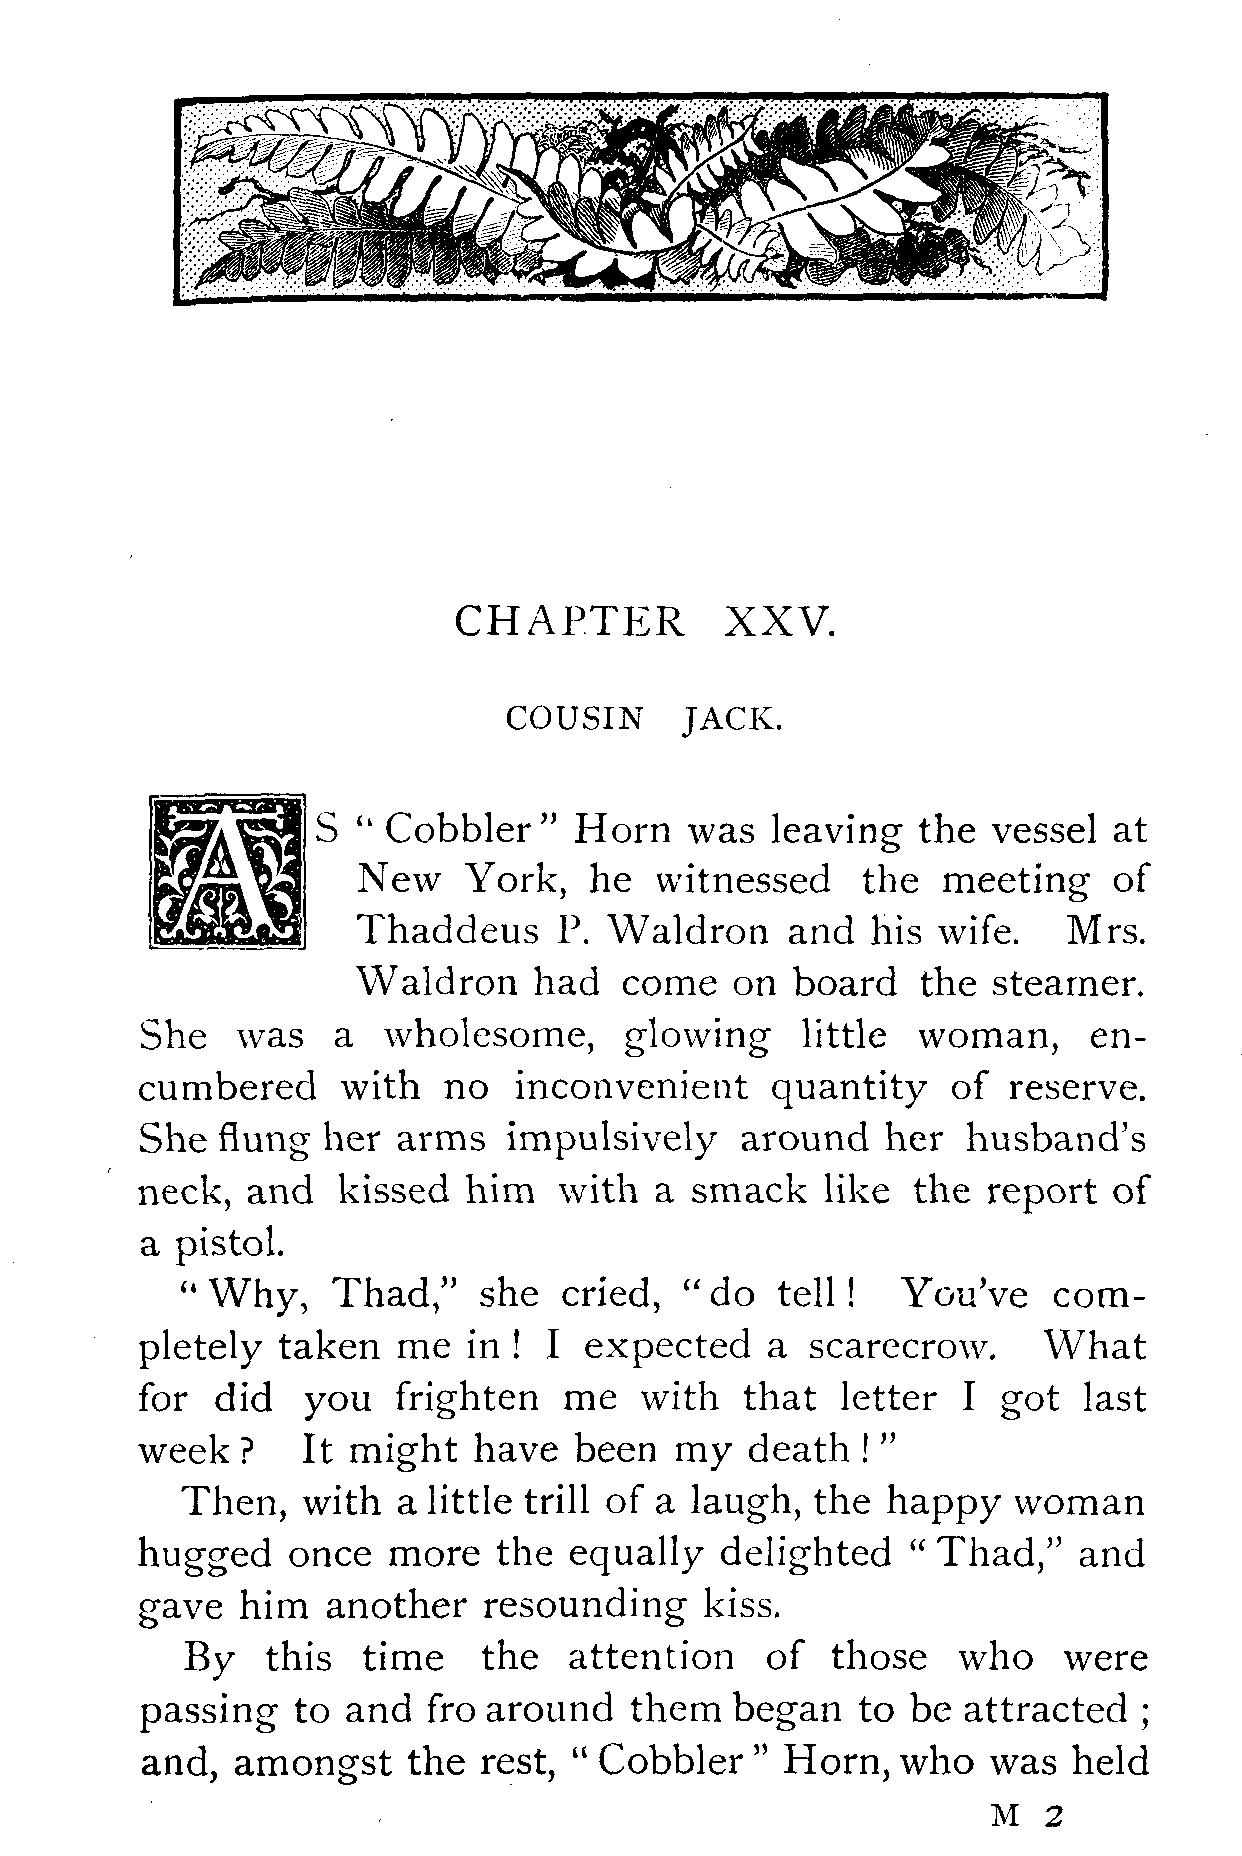 CHAPTER XXV.
COUSIN JACK.
AS “Cobbler” Horn was leaving the vessel at
New York, he witnessed the meeting of
Thaddeus P. Waldron and his wife. Mrs.
Waldron had come on board the steamer.
She was a wholesome, glowing little woman, en-
cumbered with no inconvenient quantity of reserve.
She flung her arms impulsively around her husband’s
neck, and kissed him with a smack like the report of
a pistol.
“Why, Thad,” she cried, “do tell! You’ve com-
pletely taken me in! I expected a scarecrow. What
for did you frighten me with that letter I got last
week? It might have been my death!”
Then, with a little trill of a laugh, the happy woman
hugged once more the equally delighted “Thad,” and
gave him another resounding kiss.
By this time the attention of those who were
passing to and fro around them began to be attracted;
and, amongst the rest, “Cobbler” Horn, who was held
M 2